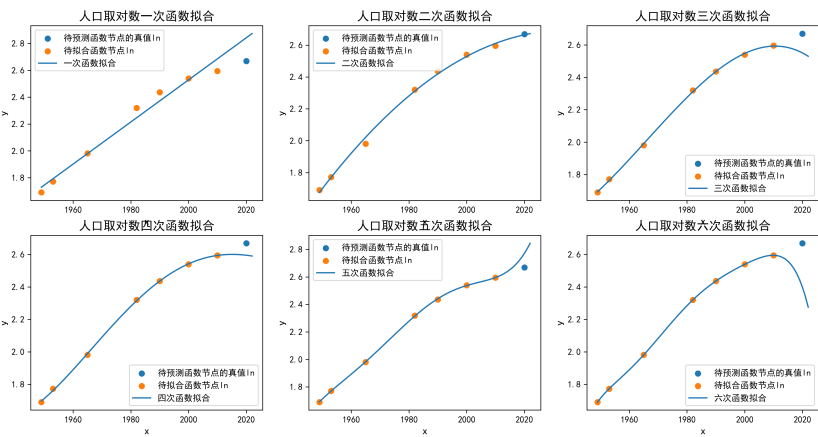 人口取对数一次函数拟合
待预测函数节点的真值ln
待拟合函数节点ln
一次函数拟合
y
2.8
2.6
2.4
2.2
2.0
1.8
1960
1980
2000
2020
人口取对数二次函数拟合
待预测函数节点的真值ln
待拟合函数节点ln
二次函数拟合
y
2.6
2.4
2.2
2.0
1.8
1960
1980
2000
2020
人口取对数三次函数拟合
y
2.6
2.4
2.2
2.0
1.8
待预测函数节点的真值ln
待拟合函数节点ln
三次函数拟合
1960
1980
2000
2020
人口取对数四次函数拟合
y
2.6
2.4
2.2
2.0
1.8
待预测函数节点的真值ln
待拟合函数节点ln
四次函数拟合
1960
1980
2000
2020
x
人口取对数五次函数拟合
待预测函数节点的真值ln
待拟合函数节点ln
五次函数拟合
y
2.8
2.6
2.4
2.2
2.0
1.8
1960
1980
2000
2020
x
人口取对数六次函数拟合
y
2.6
2.4
2.2
2.0
1.8
待预测函数节点的真值ln
待拟合函数节点ln
六次函数拟合
1960
1980
2000
2020
x